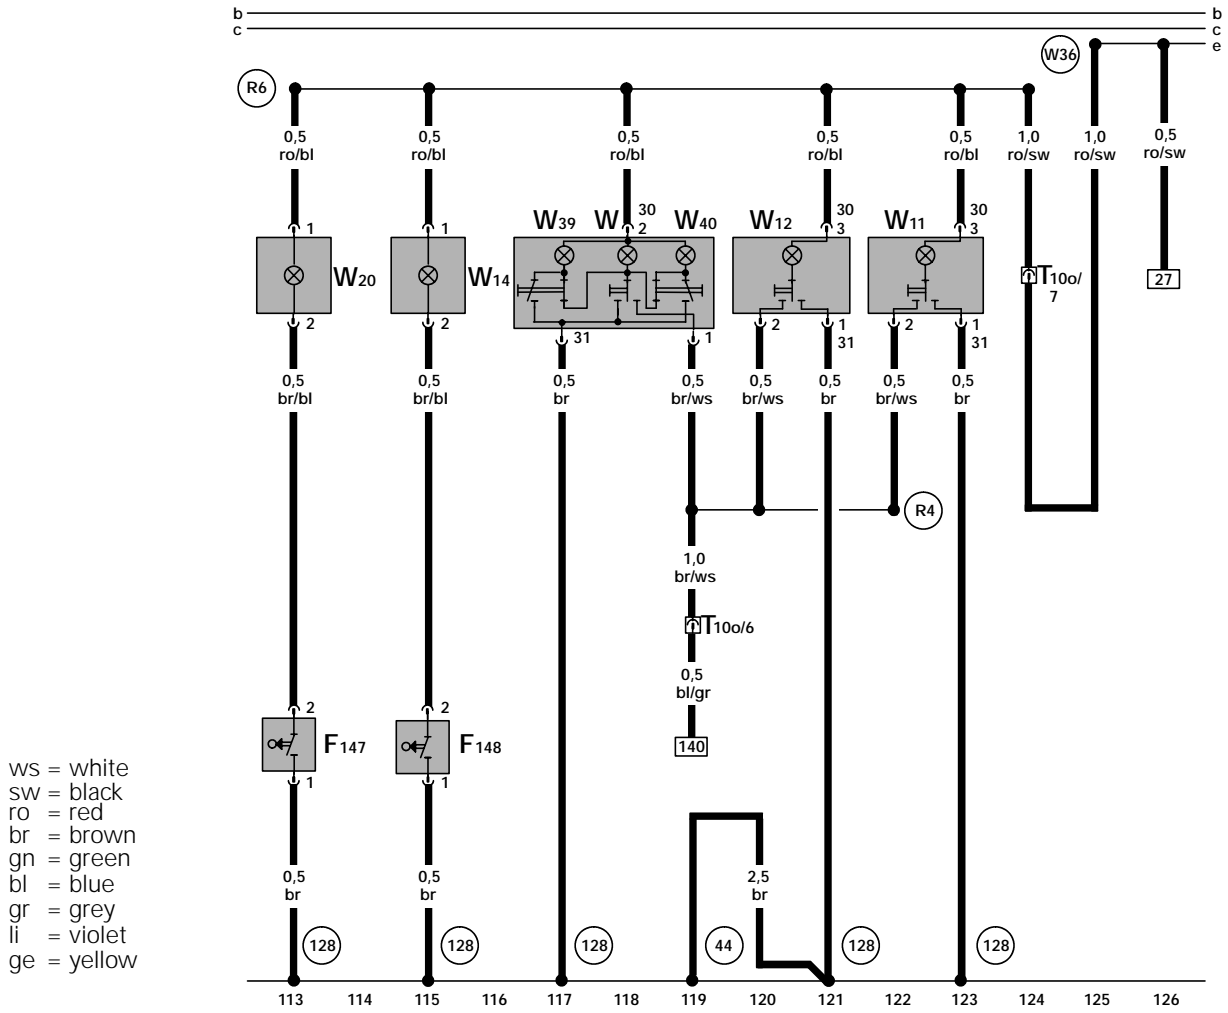 b b
c c
e
W36
R6
0,5 0,5 0,5 0,5 0,5 1,0 1,0 0,5
ro/bl ro/bl ro/bl ro/bl ro/bl ro/sw ro/sw ro/sw
30 30 30
W39 W W40 W12 W11
1 1 2 3 3
W20 W14 T10o/ 27
7
2 2 31 1 2 1 2 1
31 31
0,5 0,5 0,5 0,5 0,5 0,5 0,5 0,5
br/bl br/bl br br/ws br/ws br br/ws br
R4
1,0
br/ws
T10o/6
0,5
bl/gr
2 2
F147 F148 140
1 1
ws = white
sw = black
ro = red
br = brown
gn = green
bl = blue
gr = grey
li = violet
ge = yellow
0,5 0,5 2,5
br br br
128 128 128 44 128 128
113 114 115 116 117 118 119 120 121 122 123 124 125 126